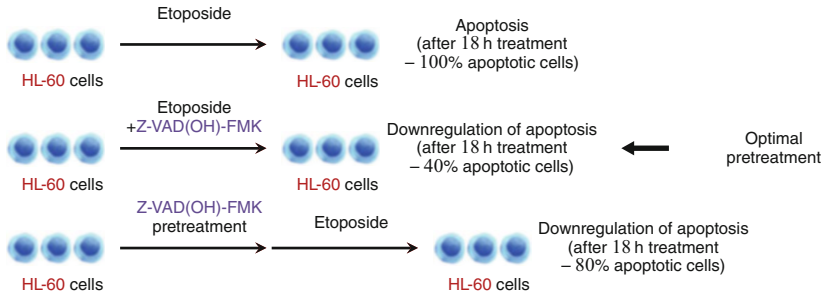 Etoposide
HL-60 cells
HL-60 cells
Apoptosis
(after 18 h treatment
– 100% apoptotic cells)
Etoposide
+Z-VAD(OH)-FMK
HL-60 cells
HL-60 cells
Downregulation of apoptosis
(after 18 h treatment
– 40% apoptotic cells)
Optimal
pretreatment
Z-VAD(OH)-FMK
pretreatment
Etoposide
HL-60 cells
HL-60 cells
Downregulation of apoptosis
(after 18 h treatment
– 80% apoptotic cells)